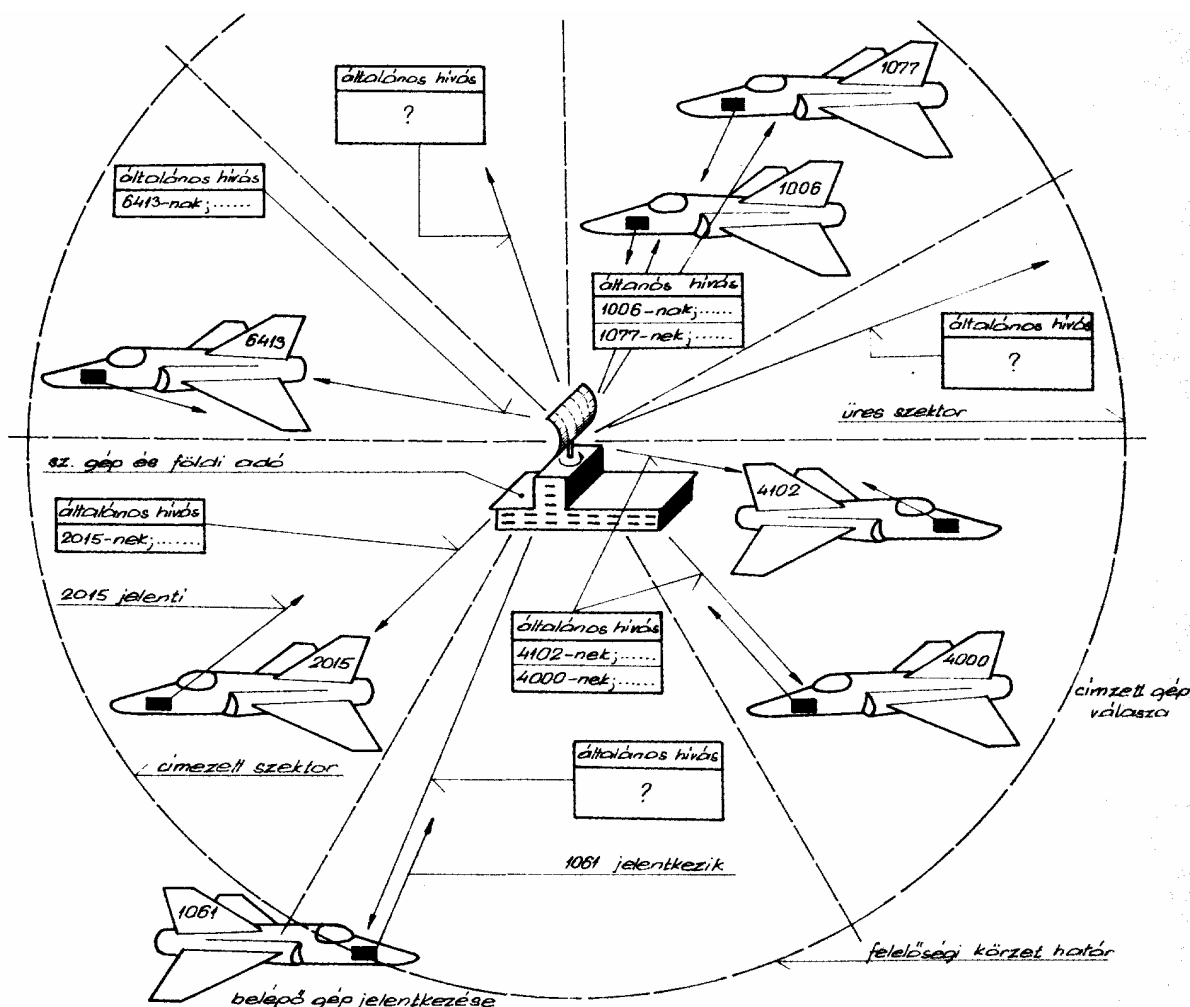 általános hívás
?
1077
általános hívás
6413-nak;......
1006
általános hívás
1006-nak;......
1077-nek;......
6413
általános hívás
?
üres szektor
sz. gép és földi adó
4102
általános hívás
2015-nek;.......
2015 jelenti
általános hívás
4102-nek;......
4000-nek;......
2015
4000
címzett gép
válasza
címezett szektor
általános hívás
?
1061 jelentkezik
1061
felelőségi körzet határ
belépő gép jelentkezése